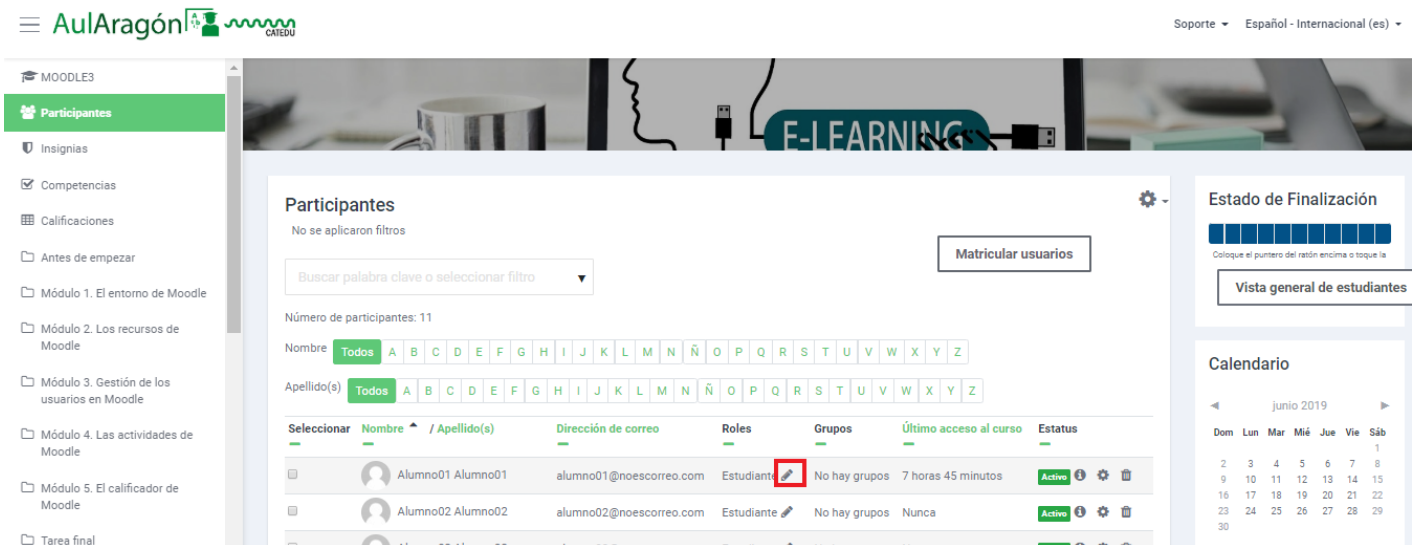 AulAragón CATEDU
Soporte Español - Internacional (es)
MOODLE3
Participantes
Insignias
Competencias
Calificaciones
Antes de empezar
Módulo 1. El entorno de Moodle
Módulo 2. Los recursos de
Moodle
Módulo 3. Gestión de los
usuarios en Moodle
Módulo 4. Las actividades de
Moodle
Módulo 5. El calificador de
Moodle
Tarea final
E-LEARNING
Participantes
No se aplicaron filtros
Matricular usuarios
Buscar palabra clave o seleccionar filtro
Número de participantes: 11
Nombre Todos A B C D E F G H I J K L M N Ñ O P Q R S T U V W X Y Z
Apellido(s) Todos A B C D E F G H I J K L M N Ñ O P Q R S T U V W X Y Z
Seleccionar Nombre / Apellido(s) Dirección de correo Roles Grupos Último acceso al curso Estatus
Alumno01 Alumno01 alumno01@noescorreo.com Estudiante No hay grupos 7 horas 45 minutos Activo
Alumno02 Alumno02 alumno02@noescorreo.com Estudiante No hay grupos Nunca Activo
Estado de Finalización
Coloque el puntero del ratón encima o toque la
Vista general de estudiantes
Calendario
junio 2019
Dom Lun Mar Mié Jue Vie Sáb
1
2 3 4 5 6 7 8
9 10 11 12 13 14 15
16 17 18 19 20 21 22
23 24 25 26 27 28 29
30